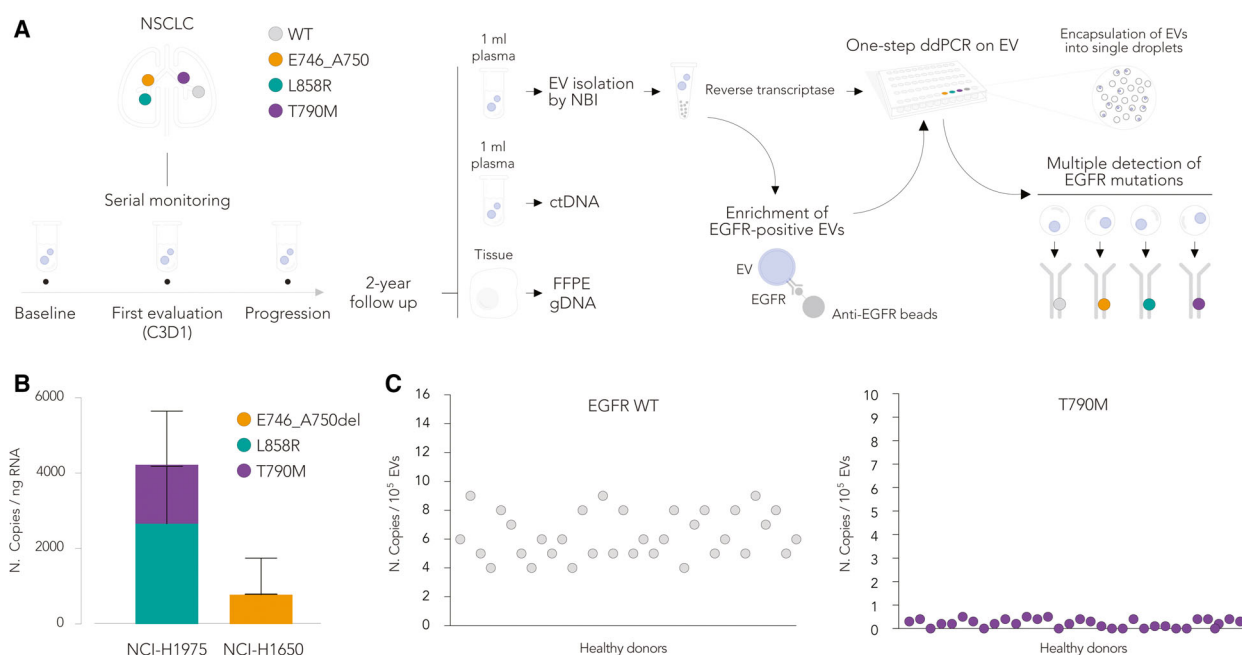 A
NSCLC
WT
E746_A750
L858R
T790M
Serial monitoring
Baseline
First evaluation
(C3D1)
Progression
2-year
follow up
1 ml
plasma
EV isolation
by NBI
Reverse transcriptase
One-step ddPCR on EV
Encapsulation of EVs
into single droplets
1 ml
plasma
ctDNA
Tissue
FFPE
gDNA
Enrichment of
EGFR-positive EVs
EV
EGFR
Anti-EGFR beads
Multiple detection of
EGFR mutations
B
N. Copies / ng RNA
6000
4000
2000
0
E746_A750del
L858R
T790M
NCI-H1975
NCI-H1650
C
EGFR WT
N. Copies / 10⁵ EVs
16
14
12
10
8
6
4
2
0
Healthy donors
T790M
N. Copies / 10⁵ EVs
10
9
8
7
6
5
4
3
2
1
0
Healthy donors